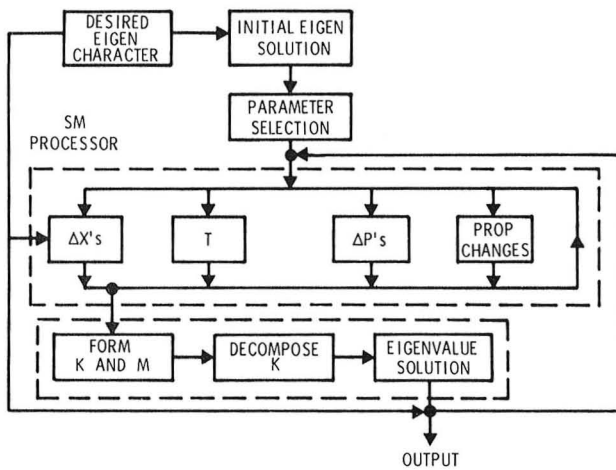 DESIRED
EIGEN
CHARACTER
INITIAL EIGEN
SOLUTION
PARAMETER
SELECTION
SM
PROCESSOR
ΔX's
T
ΔP's
PROP
CHANGES
FORM
K AND M
DECOMPOSE
K
EIGENVALUE
SOLUTION
OUTPUT